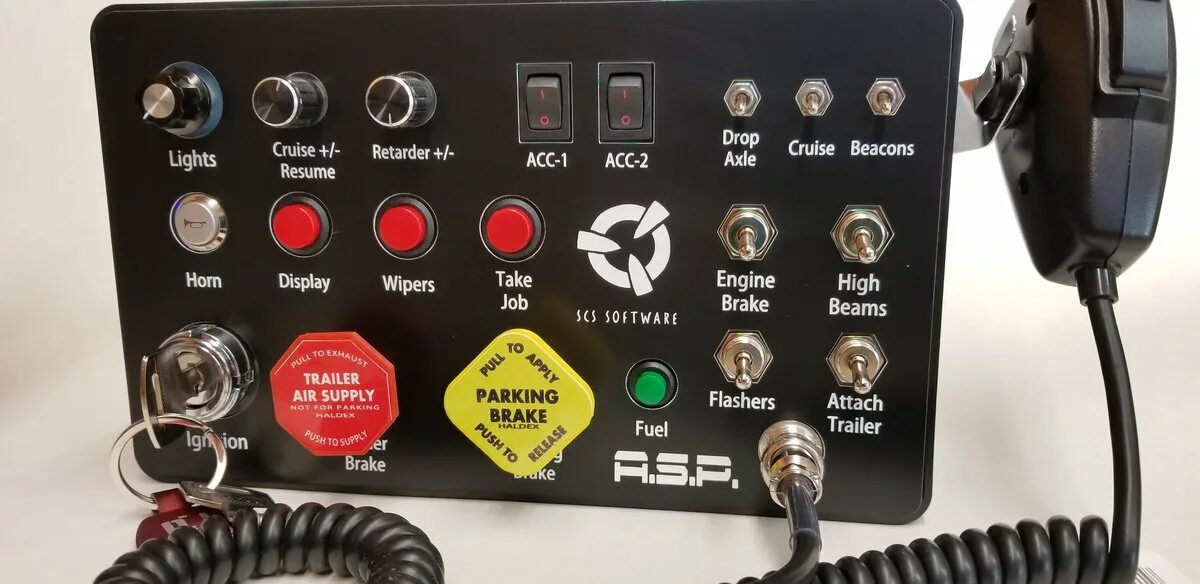 Lights
Cruise +/-
Resume
Retarder +/-
I
O
ACC-1
I
O
ACC-2
Drop
Axle
Cruise
Beacons
Horn
Display
Wipers
Take
Job
SCS SOFTWARE
Engine
Brake
High
Beams
PULL TO EXHAUST
TRAILER
AIR SUPPLY
NOT FOR PARKING
HALDEX
PUSH TO SUPPLY
Brake
PULL TO APPLY
PARKING
BRAKE
HALDEX
PUSH TO RELEASE
Fuel
Flashers
Attach
Trailer
A.S.P.